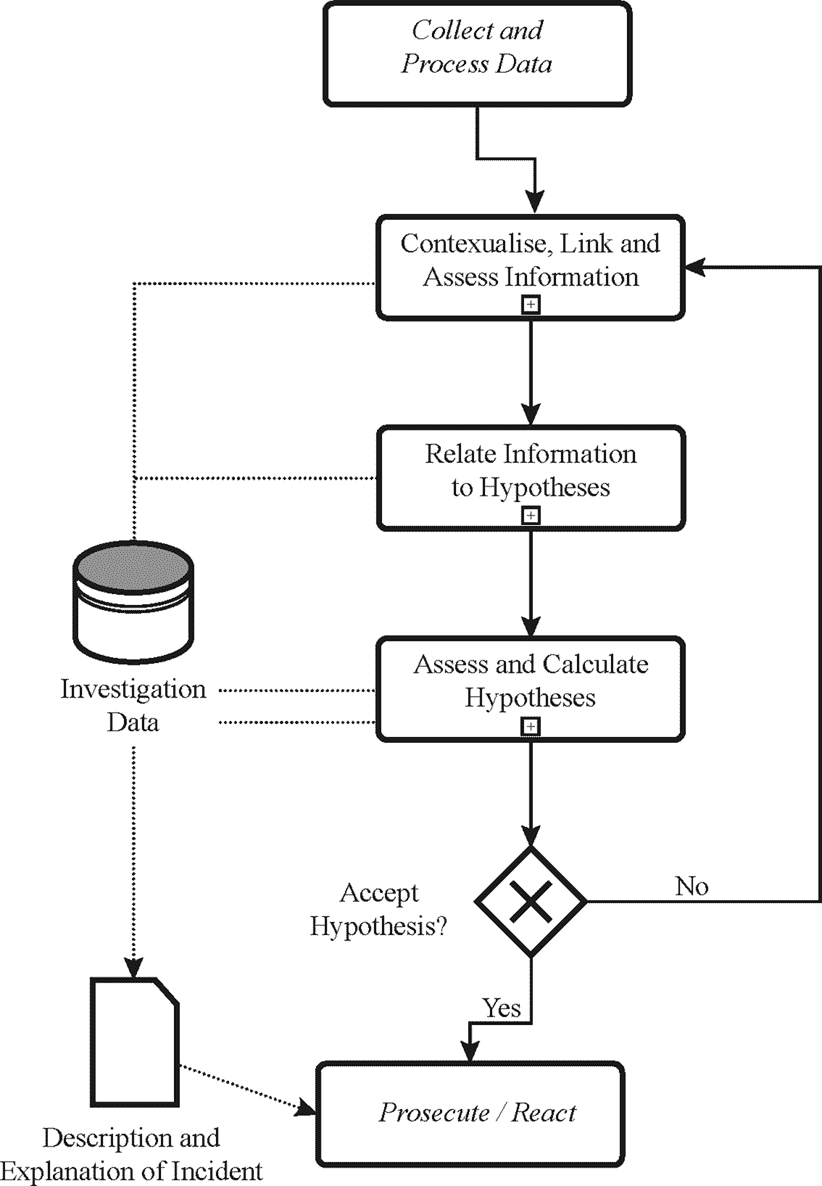 Collect and
Process Data
Contexualise, Link and
Assess Information
Relate Information
to Hypotheses
Assess and Calculate
Hypotheses
Investigation
Data
Accept
Hypothesis?
No
Yes
Prosecute / React
Description and
Explanation of Incident